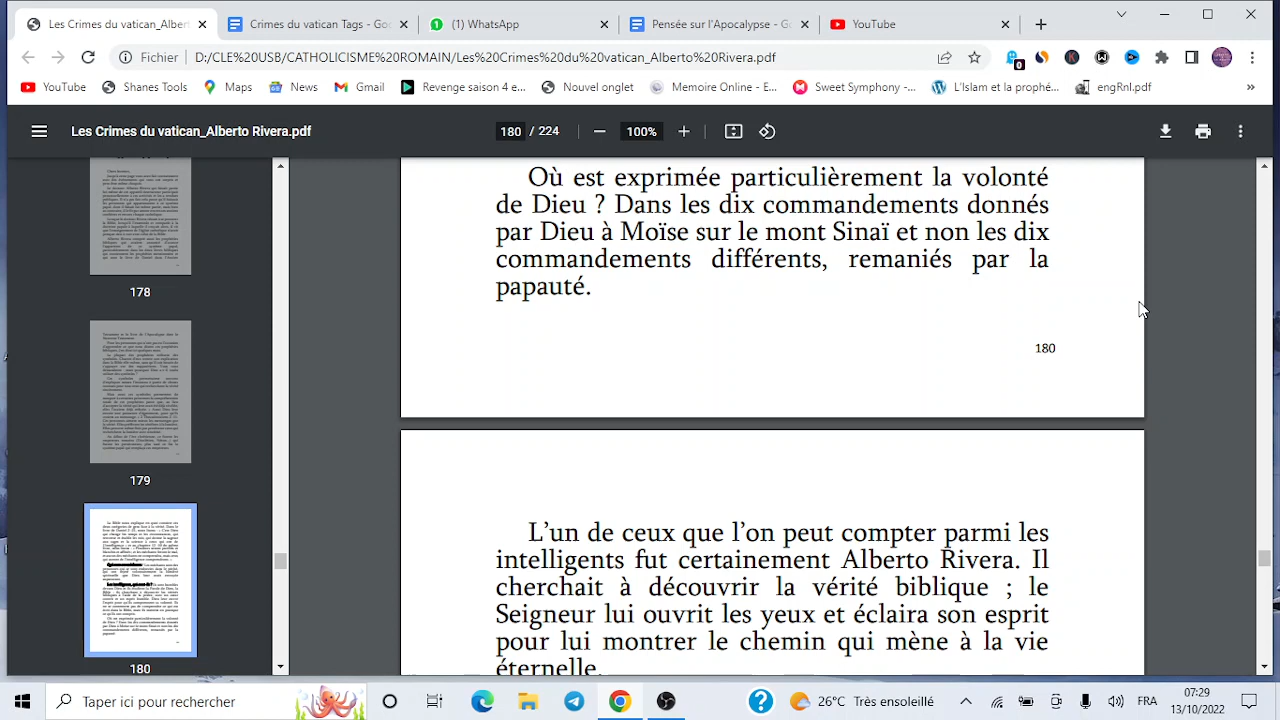 Les Crimes du vatican_Albert
Crimes du vatican Tags - Goo
(1) WhatsApp
Pensée sur l'Apocalypse - Go
YouTube
Fichier
D:/CLE%20USB/CATHOLICISME%20ROMAIN/Les%20Crimes%20du%20vatican_Alberto%20Rivera.pdf
0
YouTube
Shanes Tools
Maps
News
Gmail
Revenge saison 4 e...
Nouvel onglet
Memoire Online - E...
Sweet Symphony -...
L'Islam et la prophé...
engRnl.pdf
»
Les Crimes du vatican_Alberto Rivera.pdf
180 / 224
100%
178
179
180
Où est exprimée particulièrement la volonté
de Dieu ? Dans les dix commandements donnés
par Dieu à Moïse sur le mont Sinaï et non les dix
commandements différents, remaniés par la
papauté.
180
L'un de ceux que l'on peut compter parmi les
intelligents fut certainement Alberto Rivara. Il
cherchait à découvrir la vérité biblique : le
Seigneur lui ouvrit les yeux et éclaira son esprit
pour lui montrer le chemin qui mène à la vie
éternelle.
Taper ici pour rechercher
26°C Très ensoleillé
FRA
07:29
13/10/2022